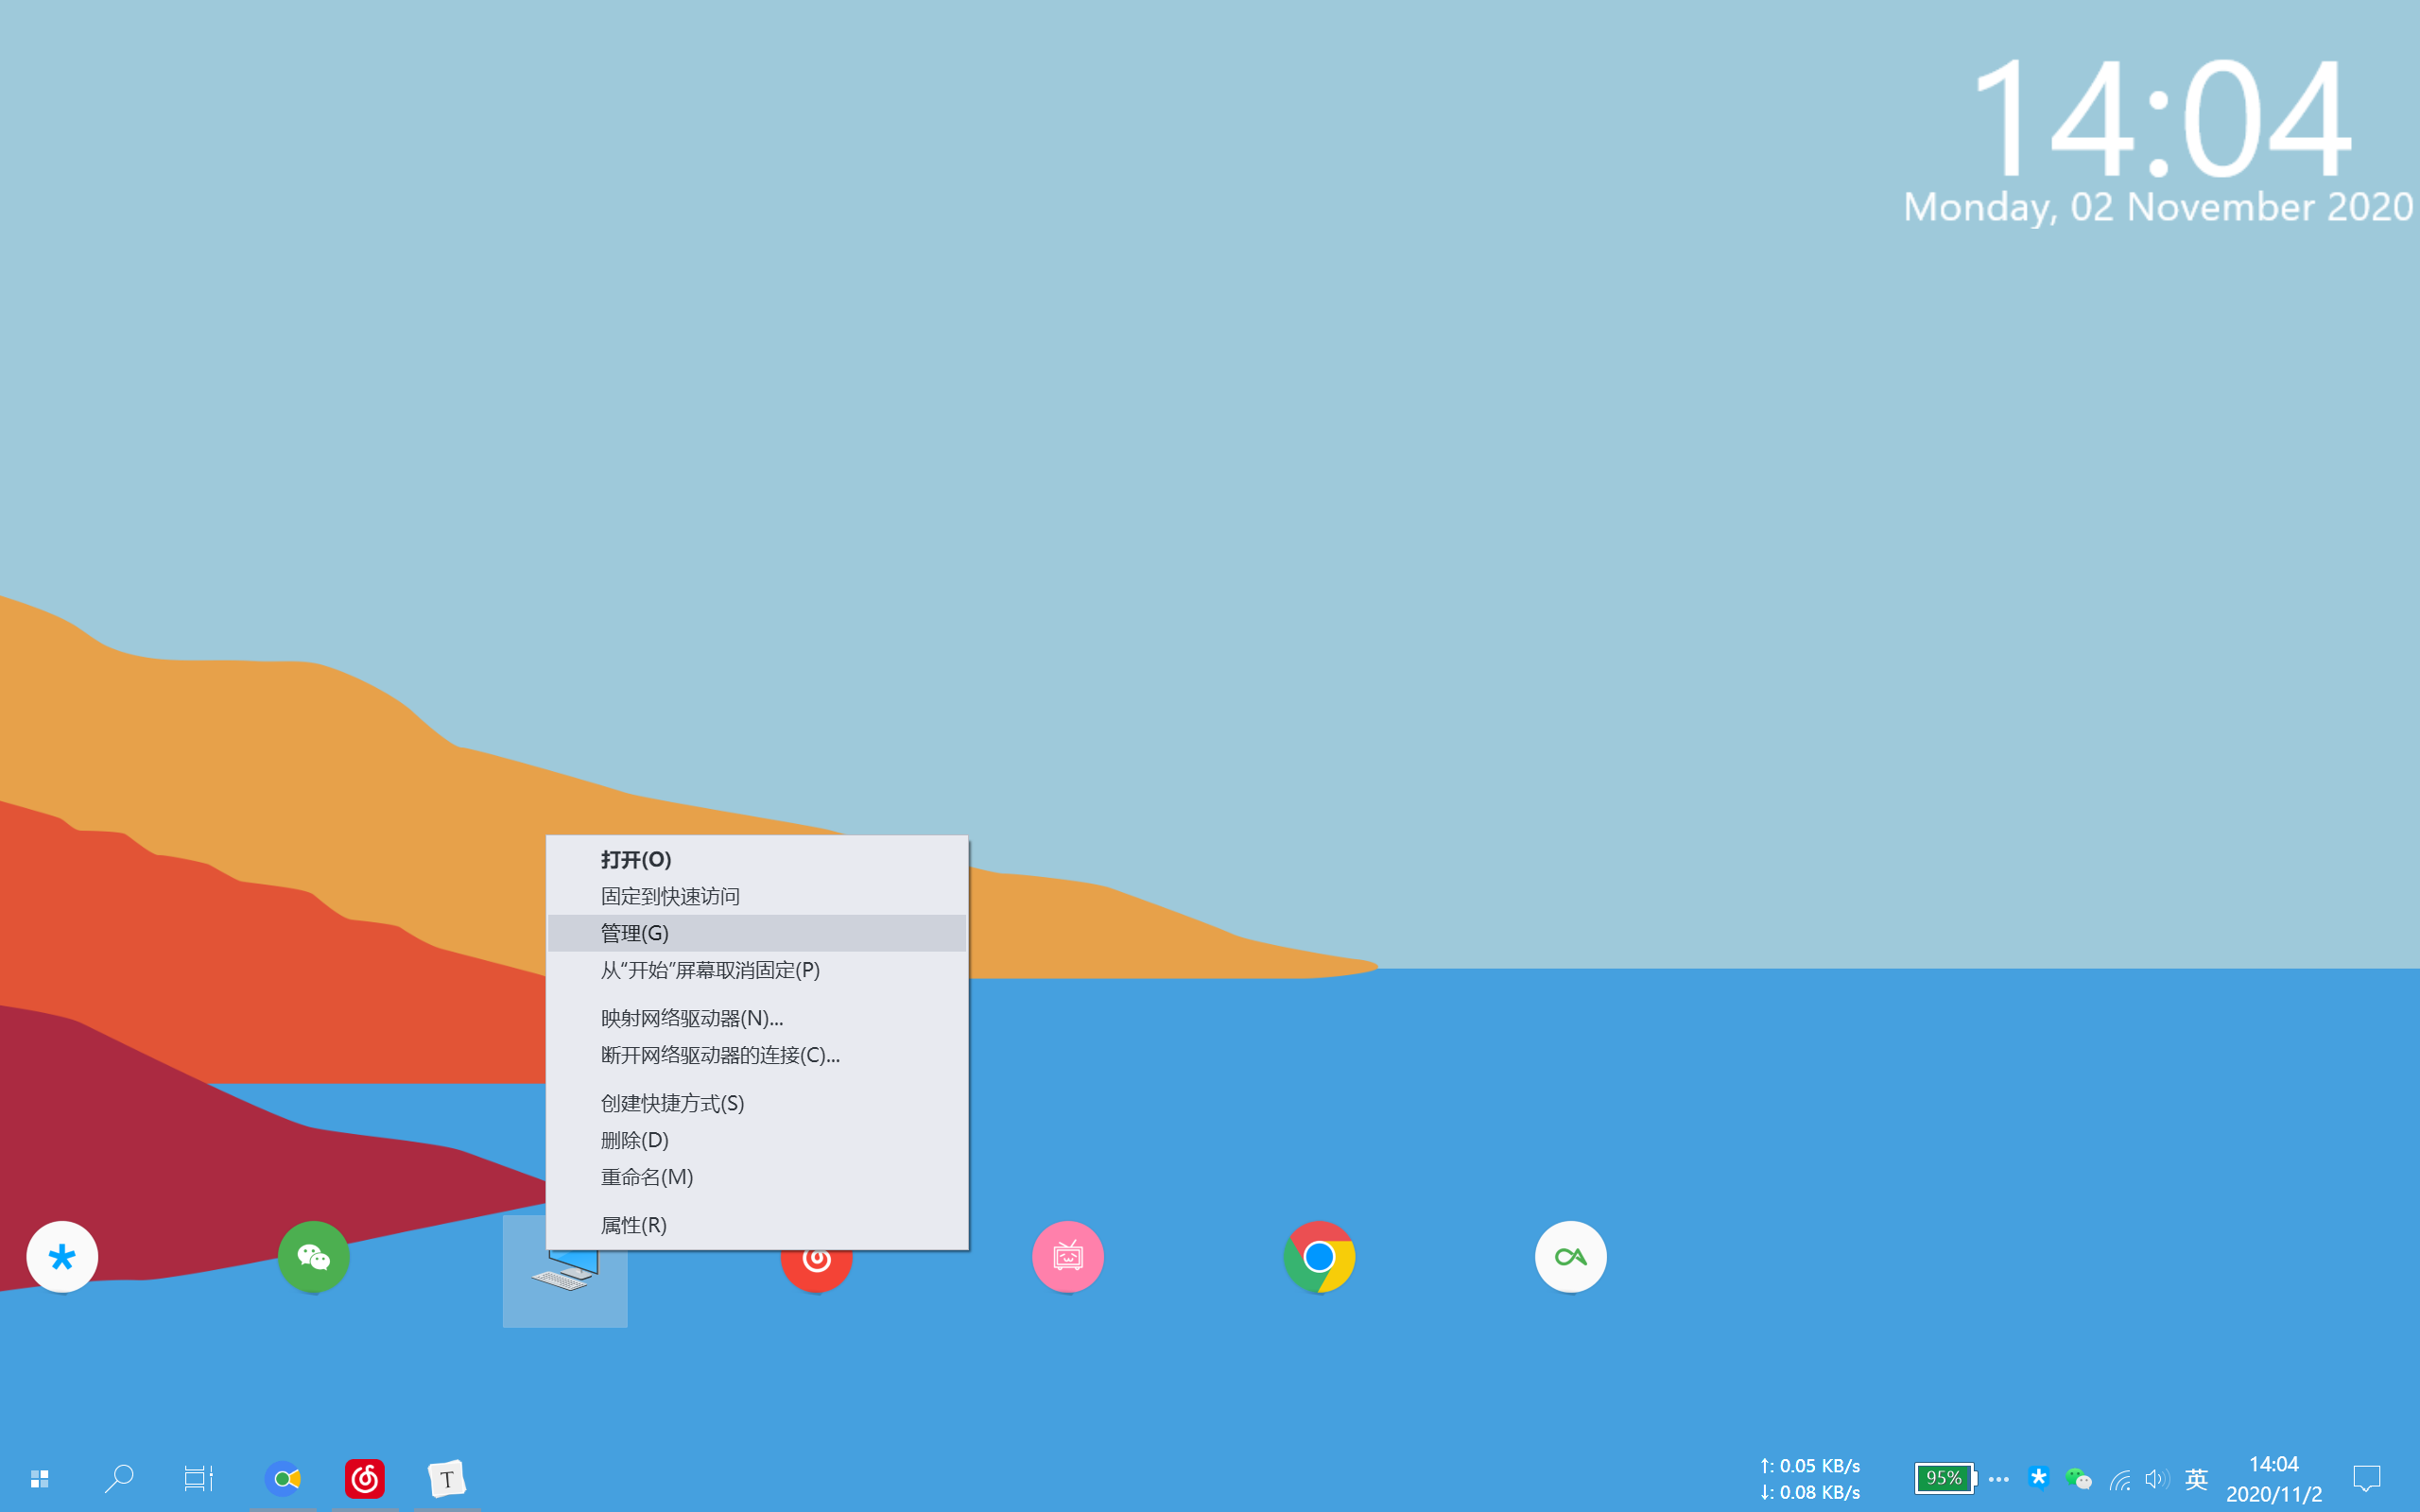 14:04
Monday, 02 November 2020
打开(O)
固定到快速访问
管理(G)
从“开始”屏幕取消固定(P)
映射网络驱动器(N)...
断开网络驱动器的连接(C)...
创建快捷方式(S)
删除(D)
重命名(M)
属性(R)
T
↑: 0.05 KB/s
↓: 0.08 KB/s
95%
英
14:04
2020/11/2